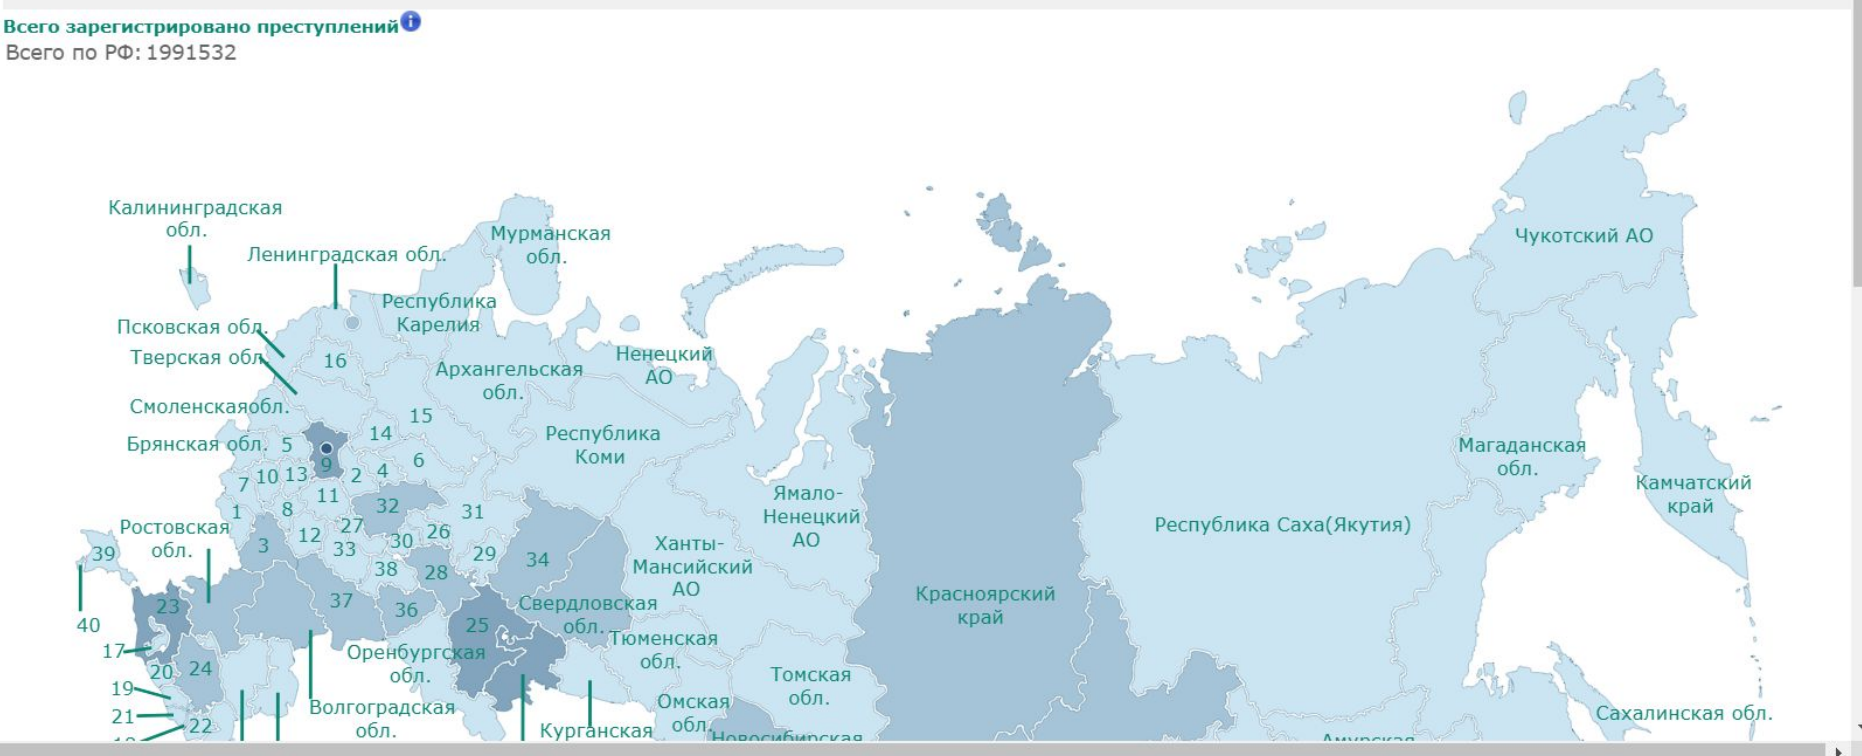 Всего зарегистрировано преступлений
Всего по РФ: 1991532
Калининградская
обл.
Ленинградская обл.
Мурманская
обл.
Чукотский АО
Республика
Карелия
Псковская обл.
Тверская обл.
16
Архангельская
обл.
Ненецкий
АО
Смоленскаяобл.
15
Брянская обл.
5
14
Республика
Коми
Магаданская
обл.
9
6
7
10
13
2
4
Камчатский
край
11
32
Ямало-
Ненецкий
АО
1
8
31
Ростовская
обл.
12
27
26
Республика Саха(Якутия)
39
3
33
30
29
34
Ханты-
Мансийский
АО
38
28
Красноярский
край
23
37
36
Свердловская
обл.
40
25
17
Оренбургская
обл.
Тюменская
обл.
20
24
Томская
обл.
19
21
22
Волгоградская
обл.
Курганская
Омская
обл.
Сахалинская обл.
18
Новосибирская
Амурская